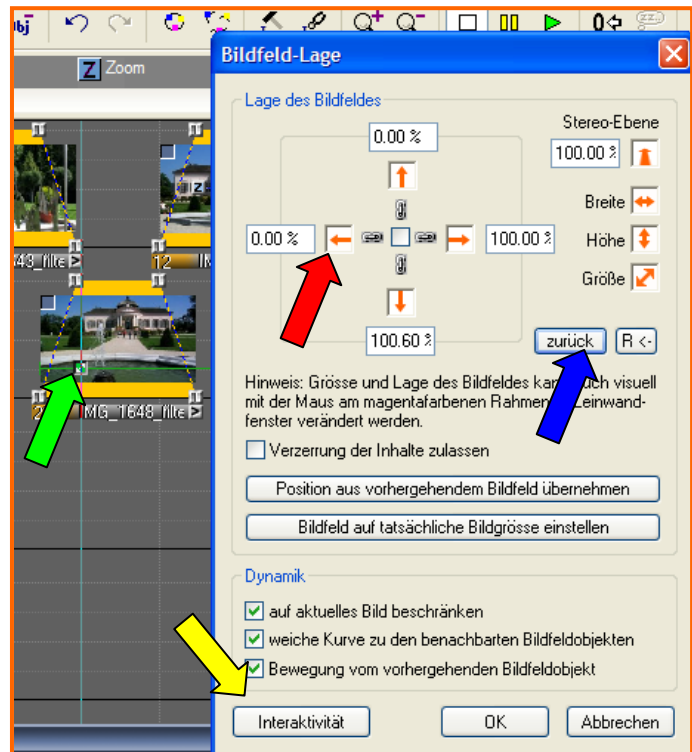 Obj
0
zzz
Z Zoom
Bildfeld-Lage
Lage des Bildfeldes
Stereo-Ebene
0.00 %
100.00 %
Breite
0.00 %
100.00 %
Höhe
Größe
100.60 %
zurück
R <-
Hinweis: Grösse und Lage des Bildfeldes auch visuell
mit der Maus am magentafarbenen Rahmen Leinwand-
fenster verändert werden.
Verzerrung der Inhalte zulassen
Position aus vorhergehendem Bildfeld übernehmen
Bildfeld auf tatsächliche Bildgrösse einstellen
Dynamik
auf aktuelles Bild beschränken
weiche Kurve zu den benachbarten Bildfeldobjekten
Bewegung vom vorhergehenden Bildfeldobjekt
Interaktivität
OK
Abbrechen
Z
43_filte
12
IMG_1648_filte